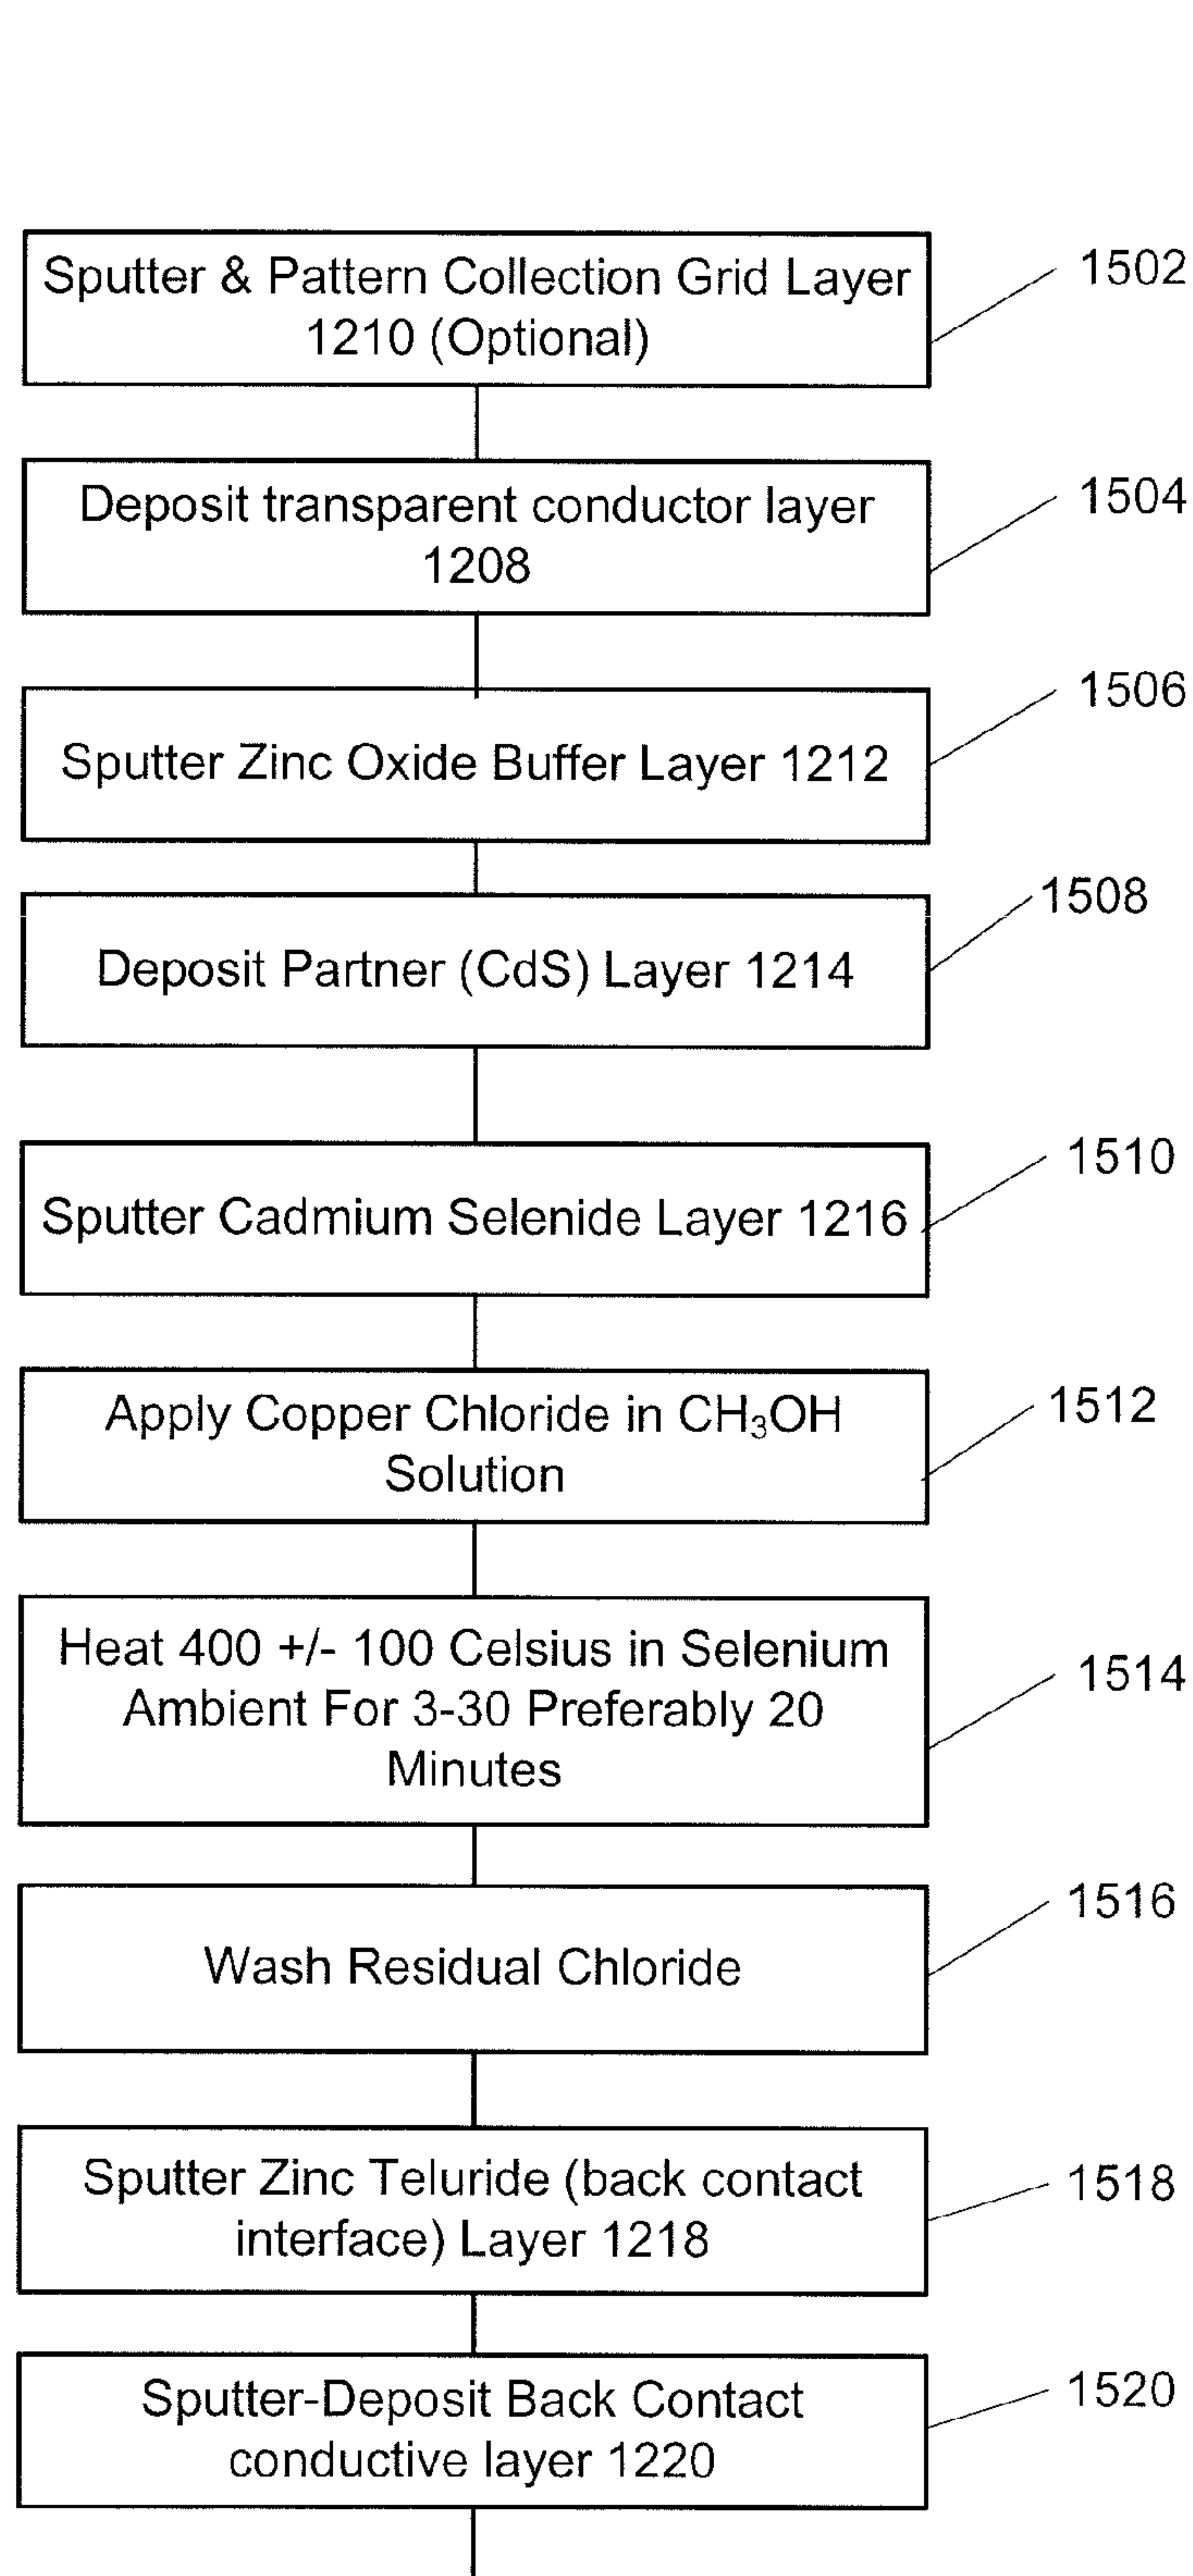 Sputter & Pattern Collection Grid Layer
1210 (Optional)
1502
Deposit transparent conductor layer
1208
1504
Sputter Zinc Oxide Buffer Layer 1212
1506
Deposit Partner (CdS) Layer 1214
1508
Sputter Cadmium Selenide Layer 1216
1510
Apply Copper Chloride in CH₃OH
Solution
1512
Heat 400 +/- 100 Celsius in Selenium
Ambient For 3-30 Preferably 20
Minutes
1514
Wash Residual Chloride
1516
Sputter Zinc Teluride (back contact
interface) Layer 1218
1518
Sputter-Deposit Back Contact
conductive layer 1220
1520